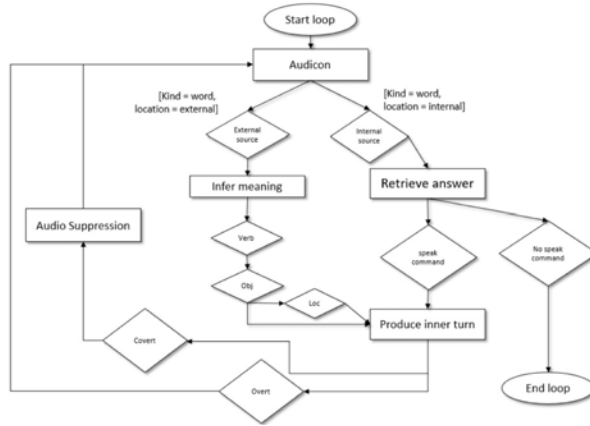 Start loop
Audicon
[Kind = word,
location = external]
[Kind = word,
location = internal]
External
source
Internal
source
Infer meaning
Retrieve answer
Audio Suppression
Verb
speak
command
No speak
command
Obj
Loc
Produce inner turn
Covert
Overt
End loop